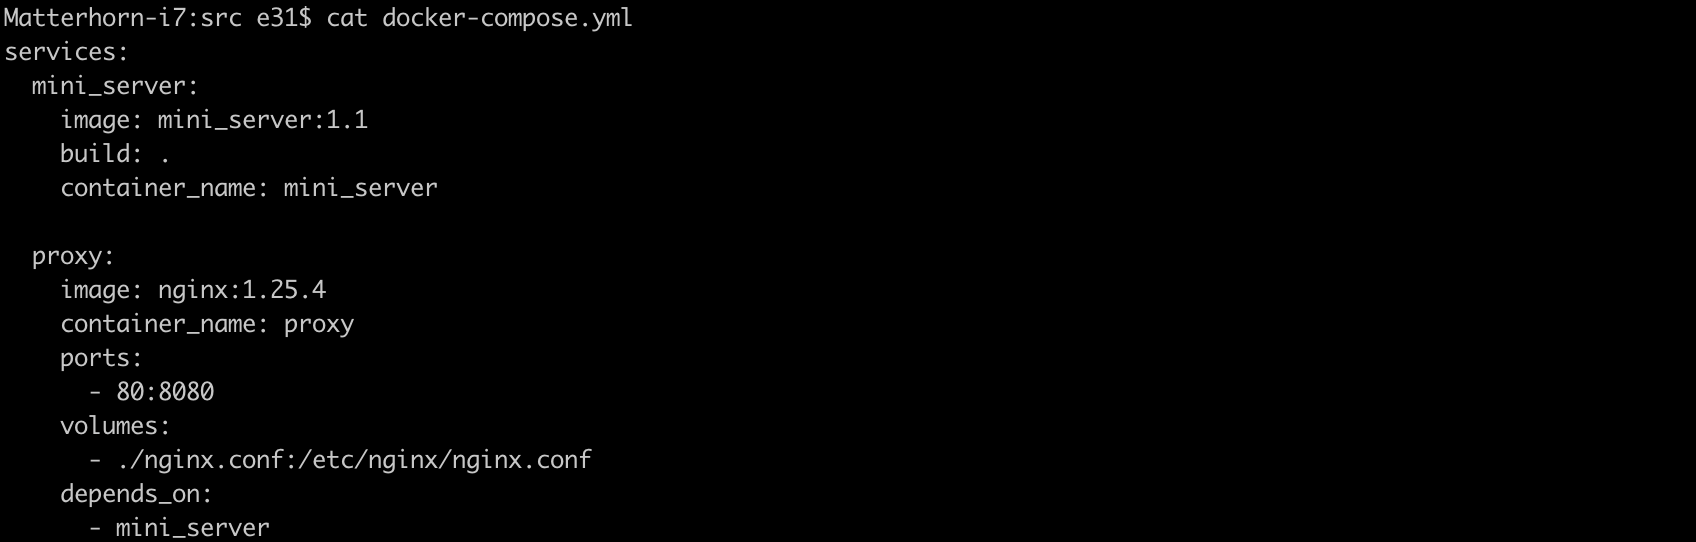 Matterhorn-i7:src e31$ cat docker-compose.yml
services:
  mini_server:
    image: mini_server:1.1
    build: .
    container_name: mini_server

  proxy:
    image: nginx:1.25.4
    container_name: proxy
    ports:
      - 80:8080
    volumes:
      - ./nginx.conf:/etc/nginx/nginx.conf
    depends_on:
      - mini_server